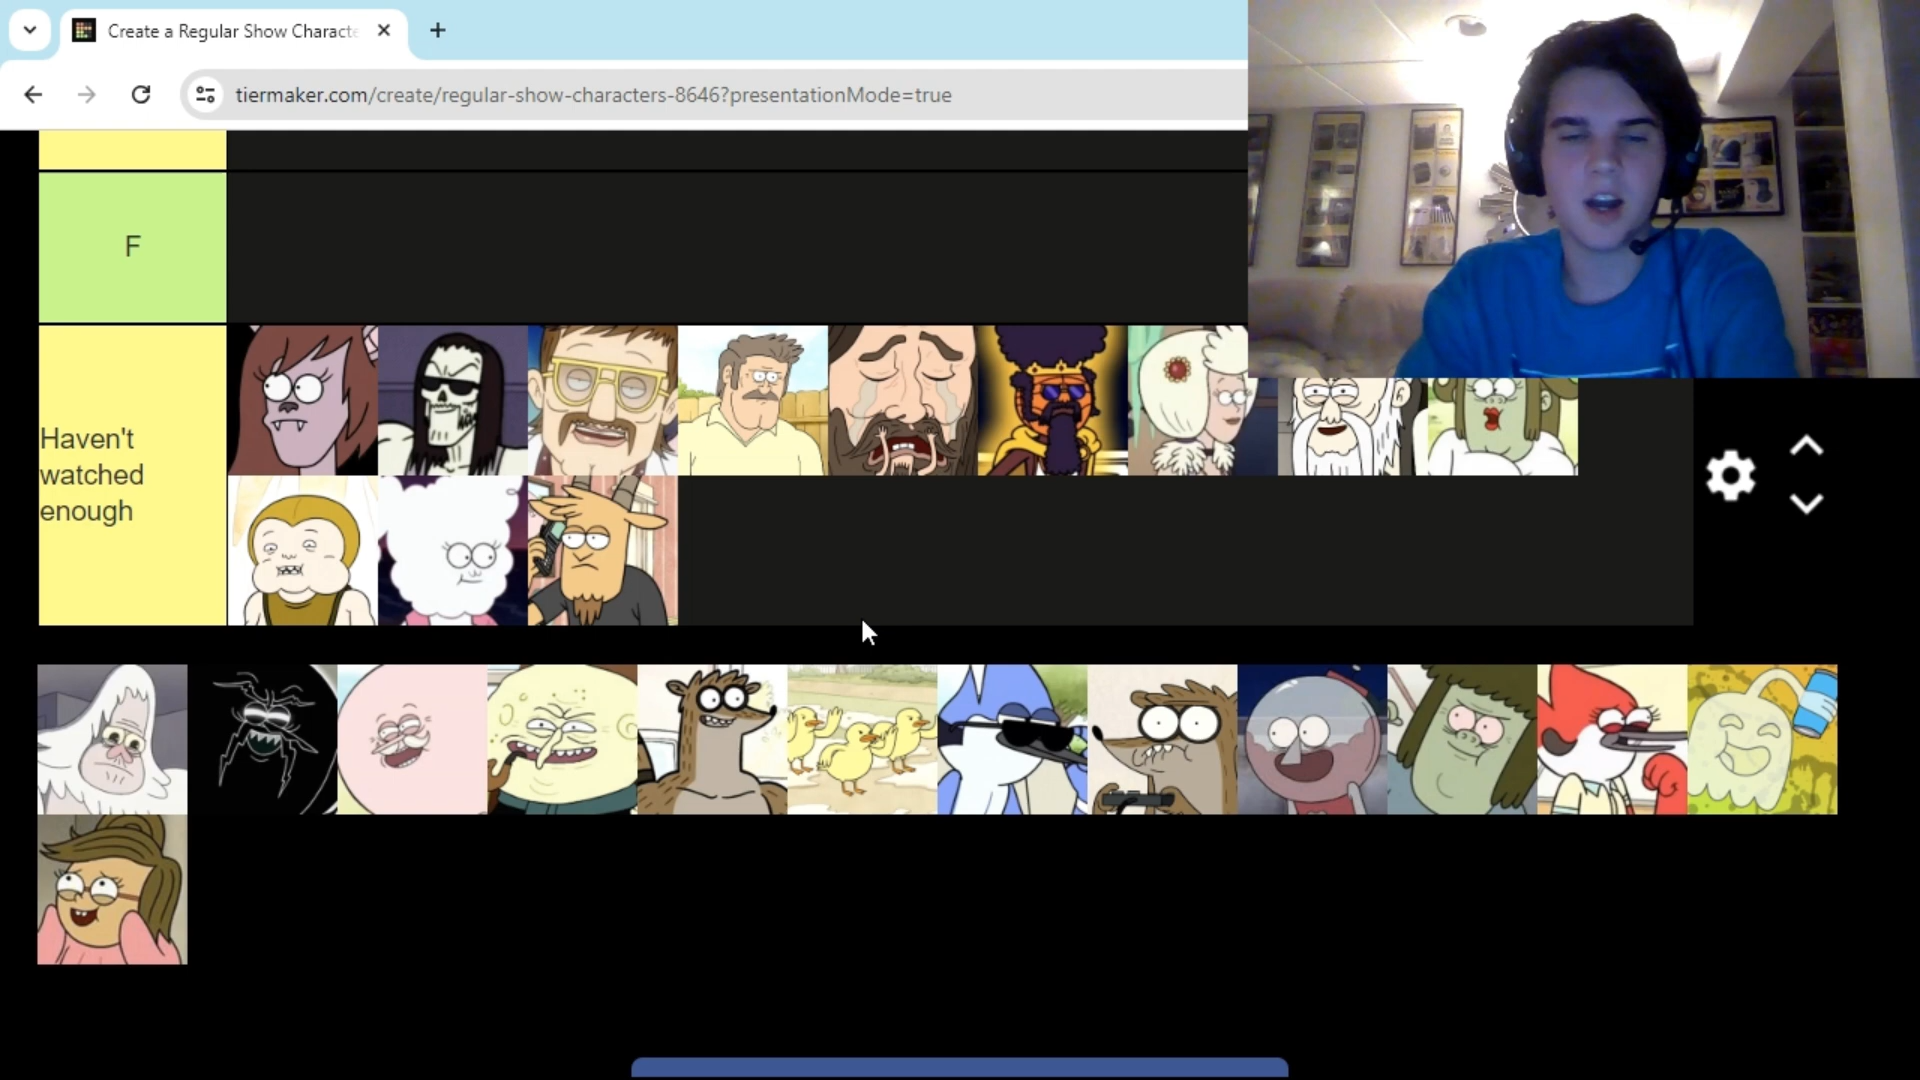 Create a Regular Show Characte
tiermaker.com/create/regular-show-characters-8646?presentationMode=true
F
Haven't
watched
enough